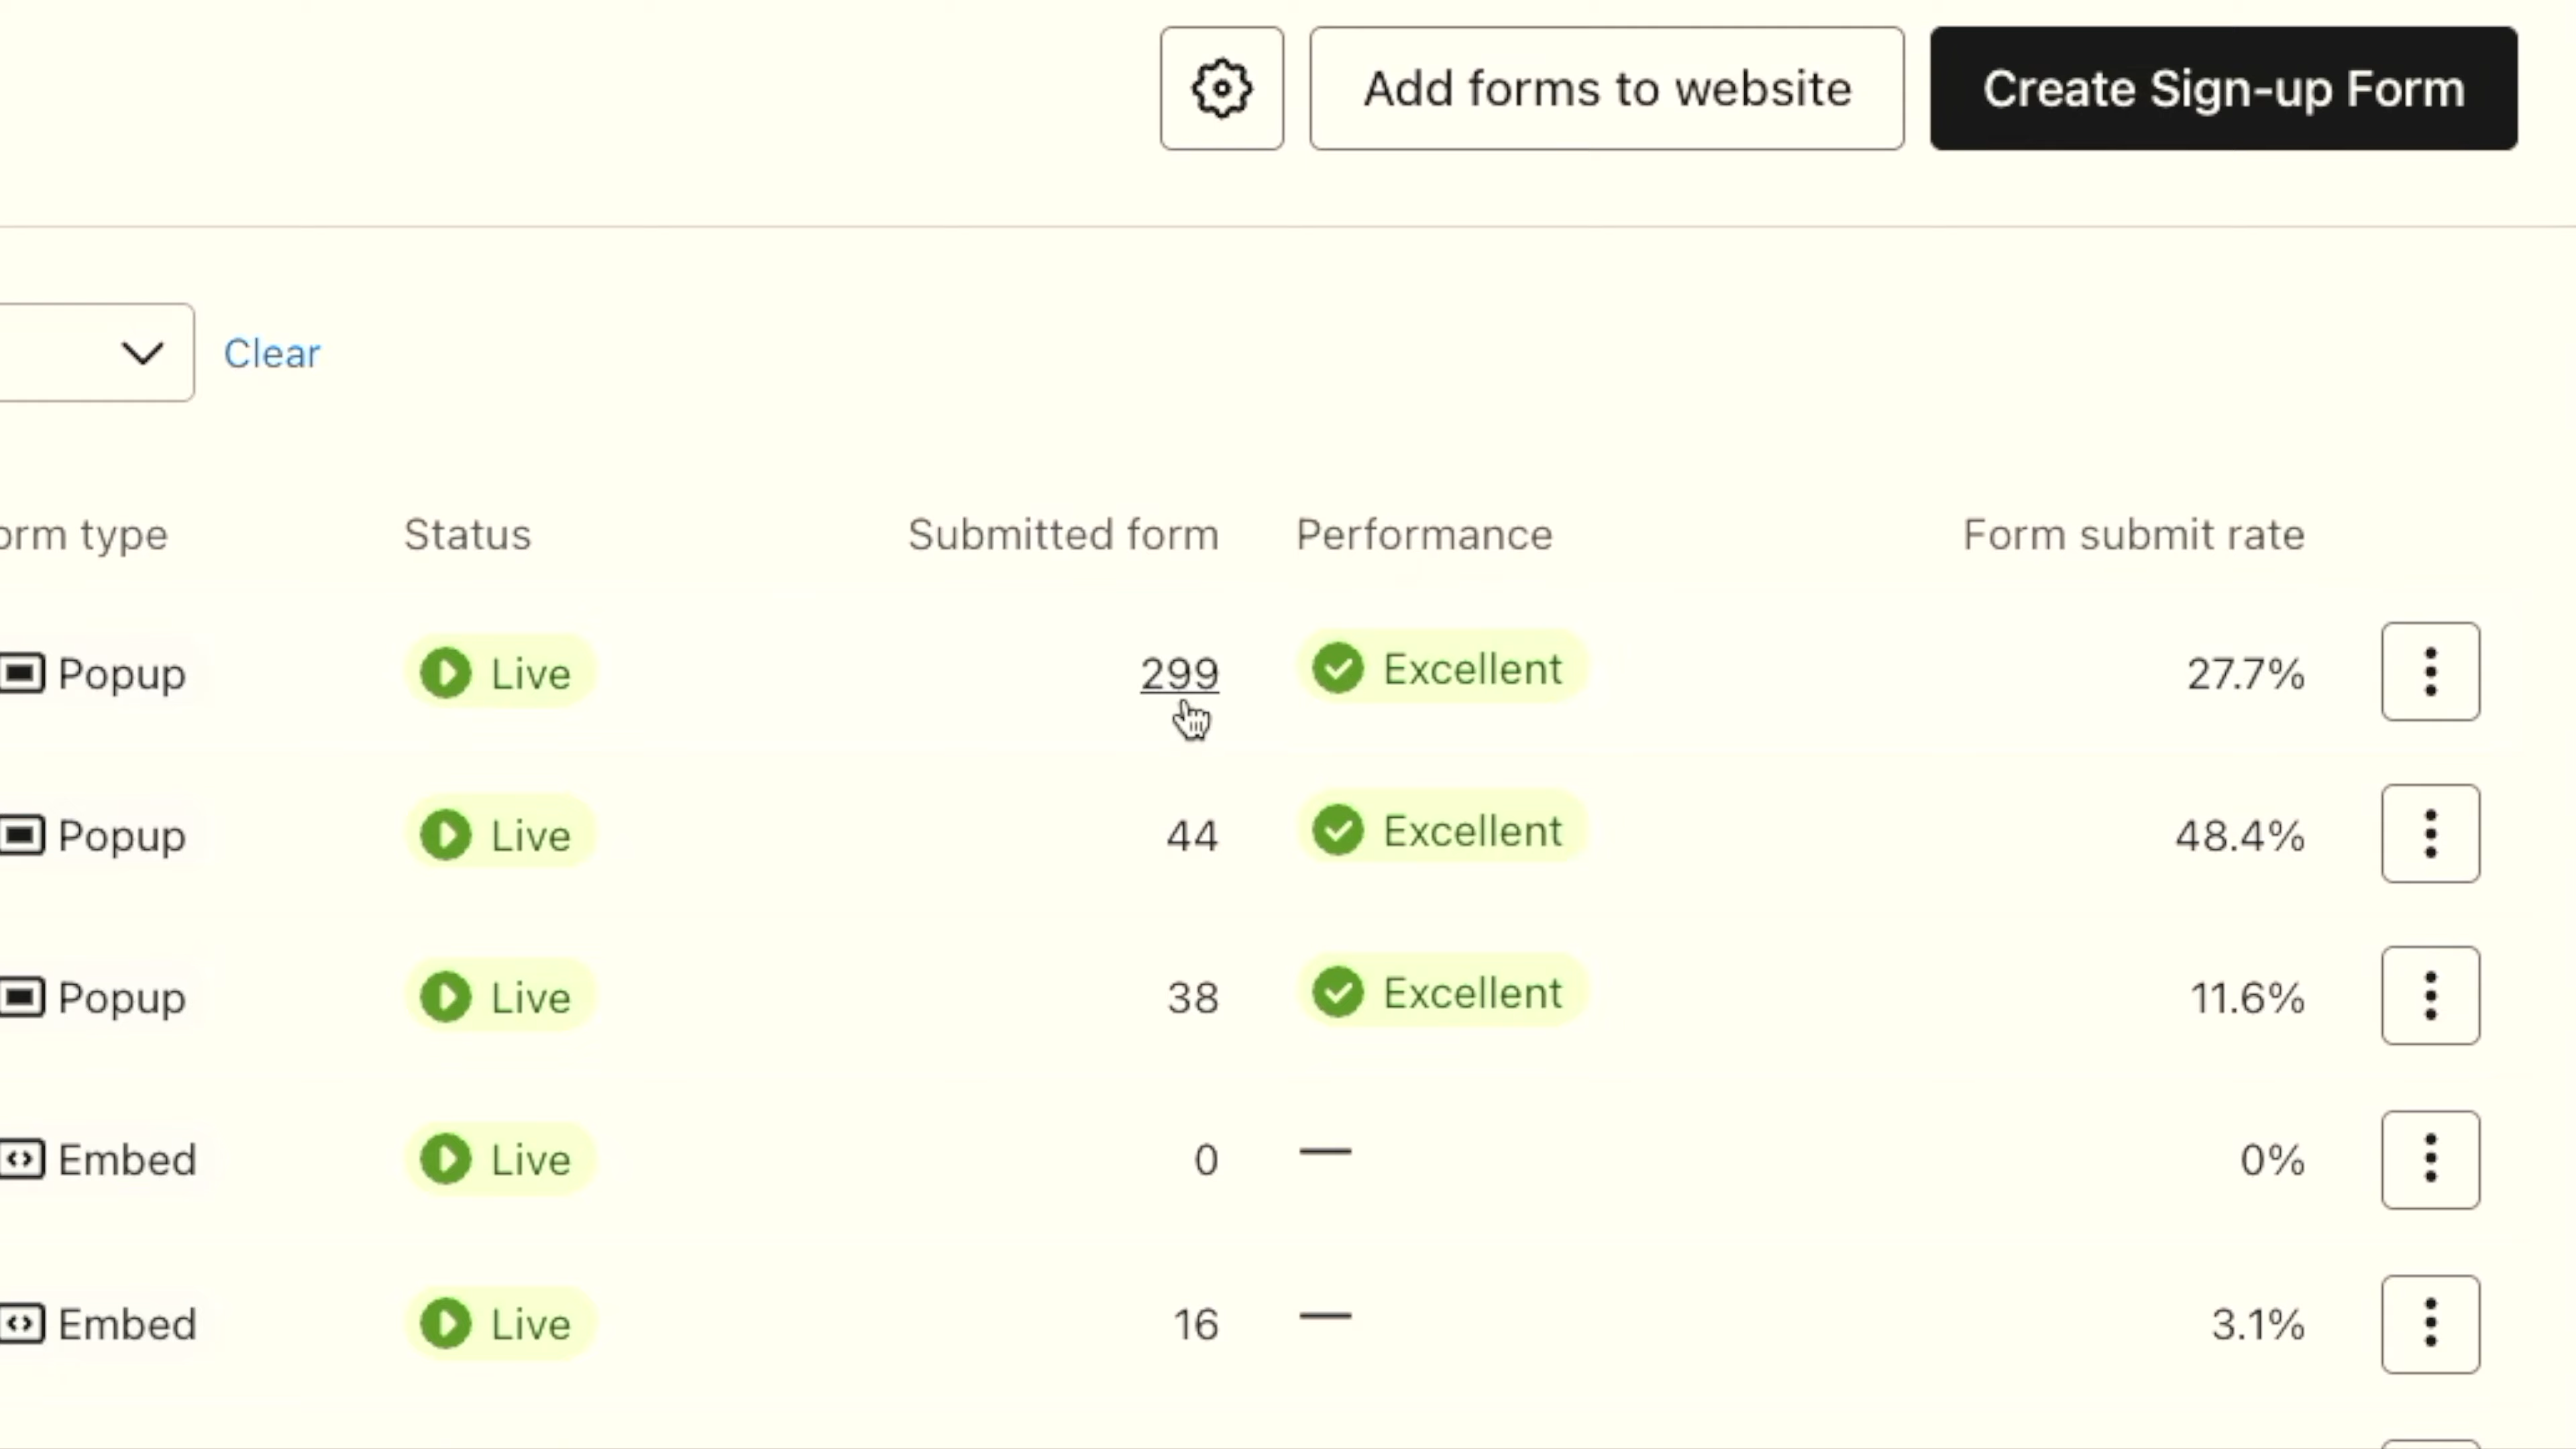 Add forms to website
Create Sign-up Form
Clear
orm type Status Submitted form Performance Form submit rate
Popup Live 299 Excellent 27.7%
Popup Live 44 Excellent 48.4%
Popup Live 38 Excellent 11.6%
Embed Live 0 — 0%
Embed Live 16 — 3.1%